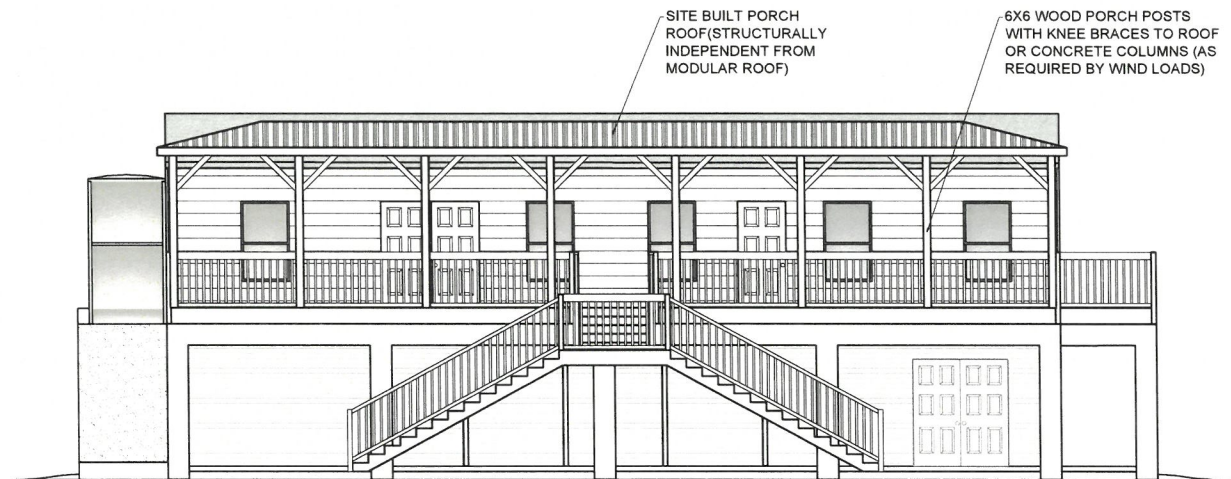 SITE BUILT PORCH
ROOF(STRUCTURALLY
INDEPENDENT FROM
MODULAR ROOF)
6X6 WOOD PORCH POSTS
WITH KNEE BRACES TO ROOF
OR CONCRETE COLUMNS (AS
REQUIRED BY WIND LOADS)